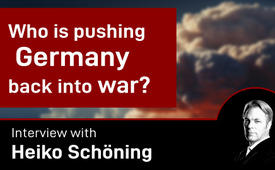 Who is pushing
Germany
back into war?
Interview with
Heiko Schöning